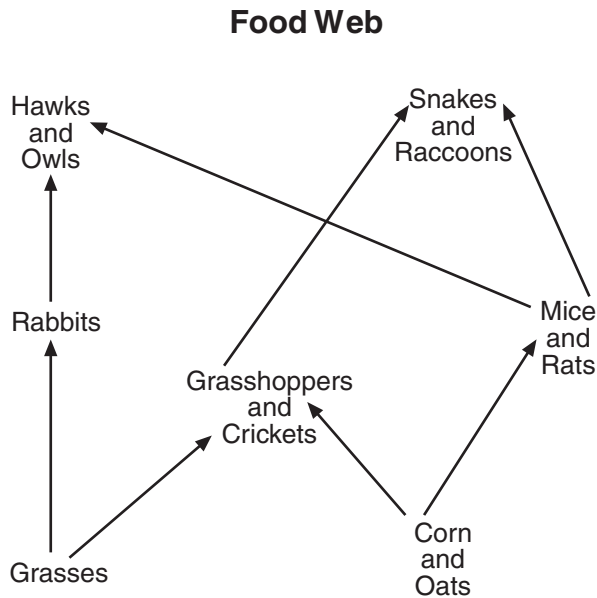 Food Web
Hawks
and
Owls
Snakes
and
Raccoons
Rabbits
Mice
and
Rats
Grasshoppers
and
Crickets
Grasses
Corn
and
Oats